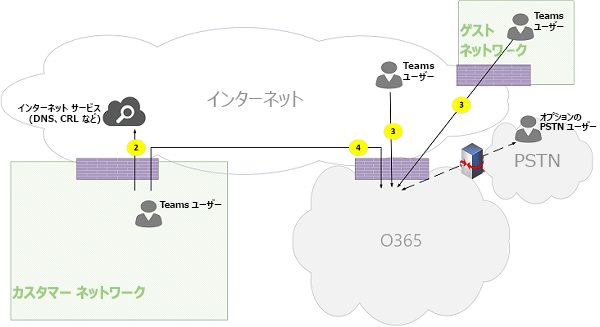 Teams
ユーザー
ゲスト
ネットワーク
Teams
ユーザー
インターネット サービス
(DNS、CRL など)
インターネット
3
3
オプションの
PSTN ユーザー
2
4
PSTN
Teams ユーザー
O365
カスタマー ネットワーク